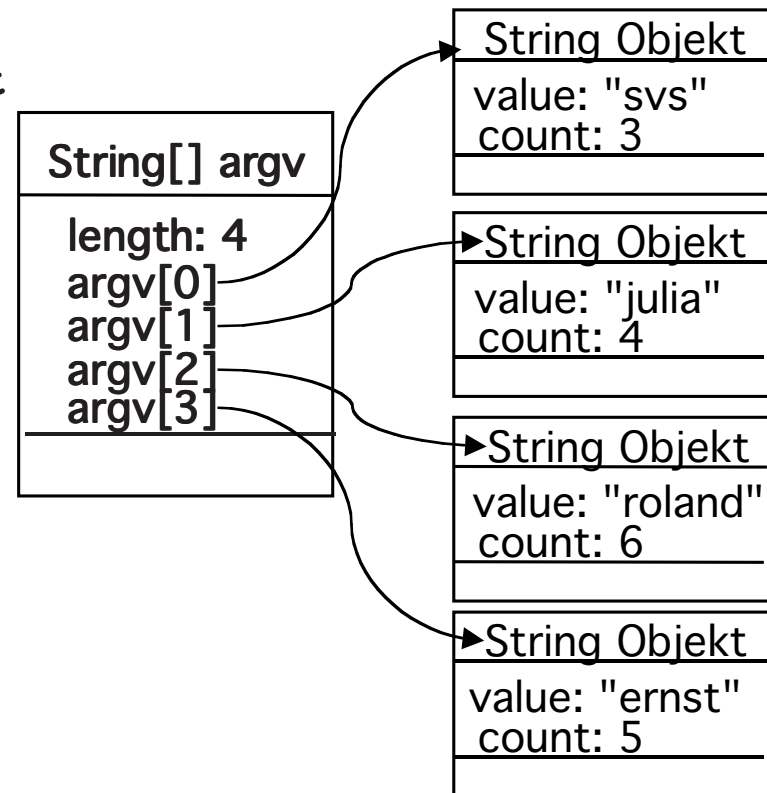 String[] argv
length: 4
argv[0]
argv[1]
argv[2]
argv[3]
String Objekt
value: "svs"
count: 3
String Objekt
value: "julia"
count: 4
String Objekt
value: "roland"
count: 6
String Objekt
value: "ernst"
count: 5